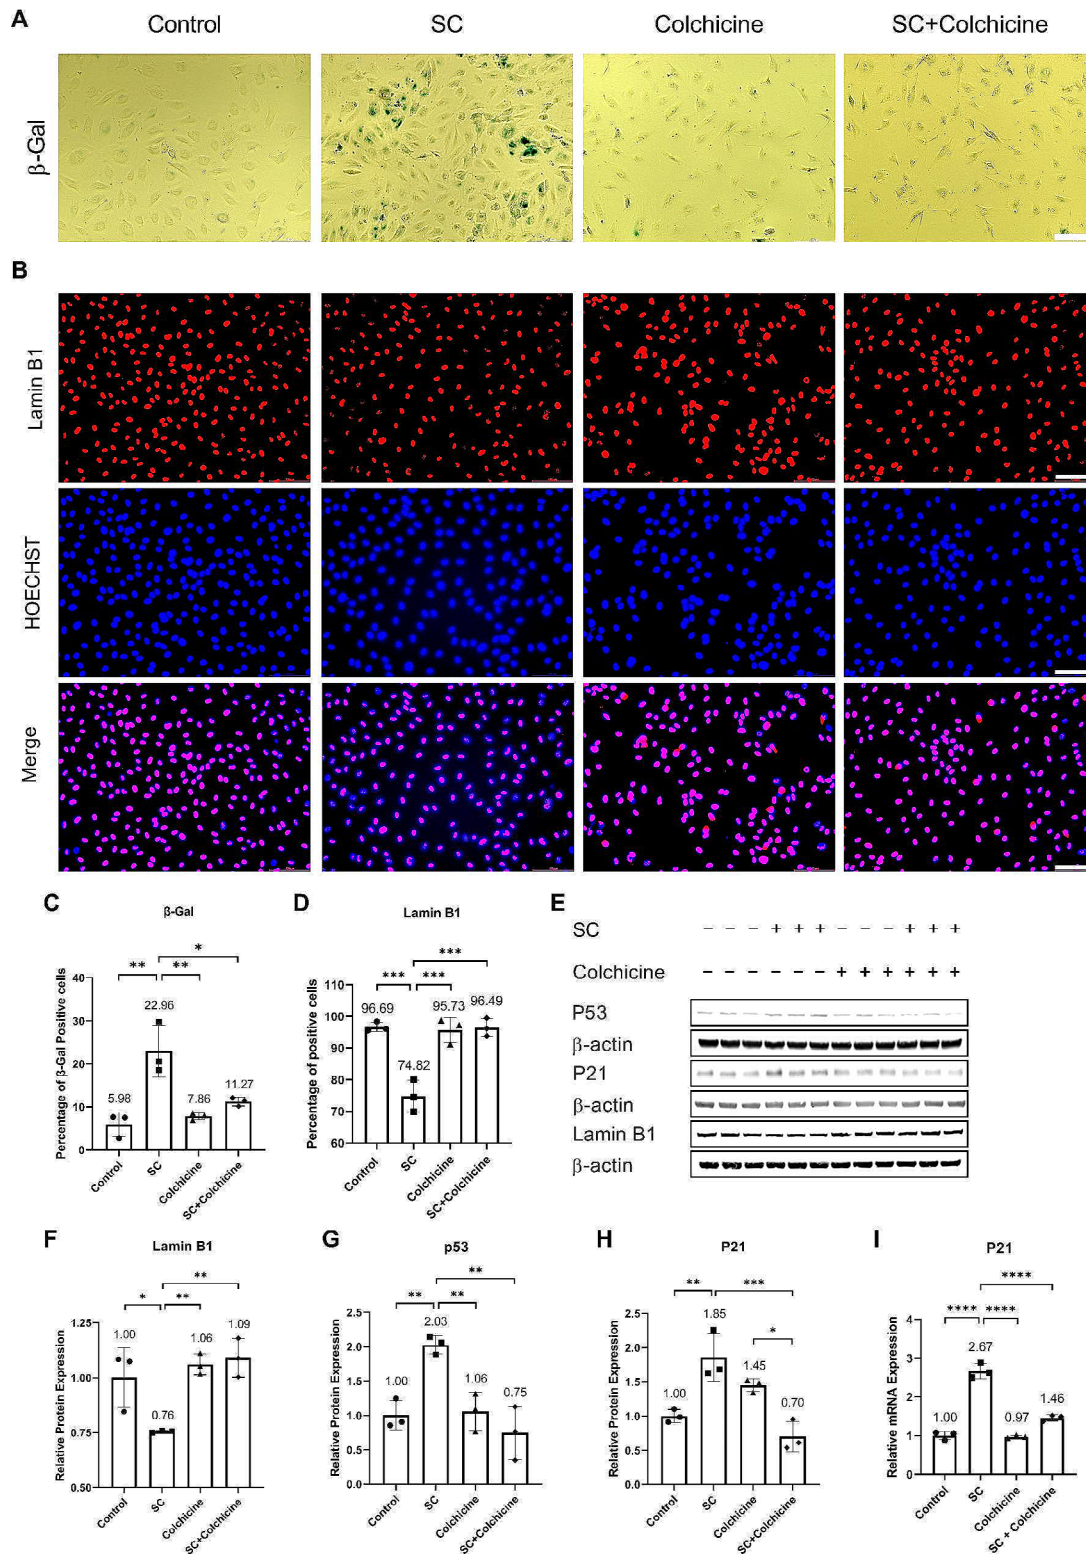 A
Control SC Colchicine SC+Colchicine
β-Gal
B
Lamin B1
HOECHST
Merge
C
β-Gal
Percentage of β-Gal Positive cells
40
30
20
10
0
** ** *
5.98 22.96 7.86 11.27
Control SC Colchicine SC+Colchicine
D
Lamin B1
Percentage of positive cells
110
100
90
80
70
60
*** *** ***
96.69 74.82 95.73 96.49
Control SC Colchicine SC+Colchicine
E
SC − − − + + + − − − + + +
Colchicine − − − − − − + + + + + +
P53
β-actin
P21
β-actin
Lamin B1
β-actin
F
Lamin B1
Relative Protein Expression
1.25
1.00
0.75
0.50
* ** **
1.00 0.76 1.06 1.09
Control SC Colchicine SC+Colchicine
G
p53
Relative Protein Expression
2.5
2.0
1.5
1.0
0.5
0.0
** ** **
1.00 2.03 1.06 0.75
Control SC Colchicine SC+Colchicine
H
P21
Relative Protein Expression
2.5
2.0
1.5
1.0
0.5
0.0
** *** *
1.00 1.85 1.45 0.70
Control SC Colchicine SC+Colchicine
I
P21
Relative mRNA Expression
4
3
2
1
0
**** **** ****
1.00 2.67 0.97 1.46
Control SC Colchicine SC + Colchicine